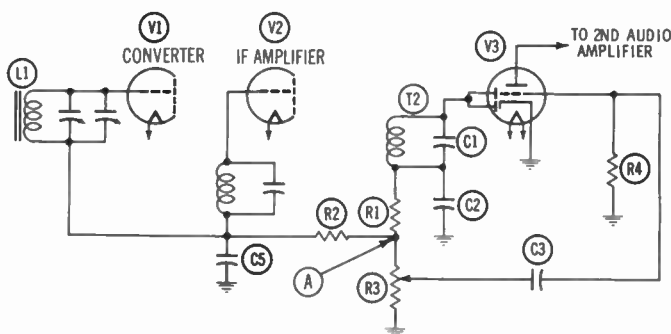 V1
CONVERTER
V2
IF AMPLIFIER
V3
TO 2ND AUDIO
AMPLIFIER
L1
T2
C1
R4
R1
C2
R2
C3
C5
A
R3